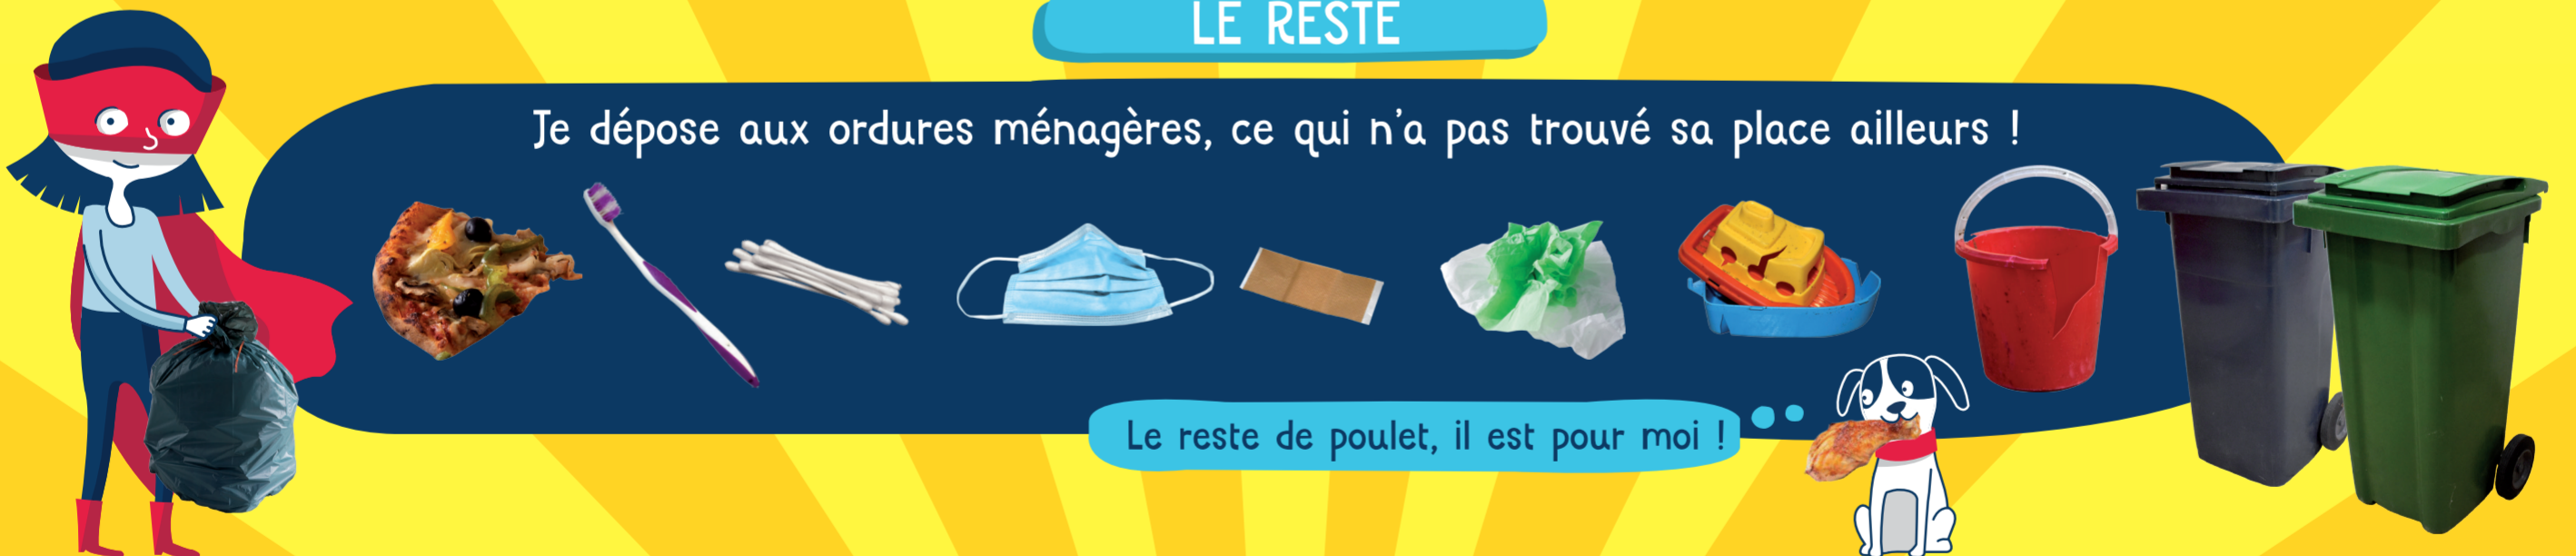 LE RESTE
Je dépose aux ordures ménagères, ce qui n'a pas trouvé sa place ailleurs !
Le reste de poulet, il est pour moi !